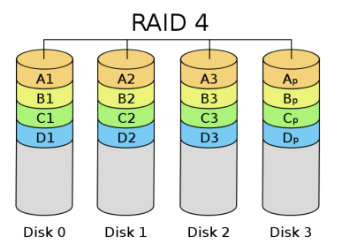 RAID 4
A1 A2 A3 Ap
B1 B2 B3 Bp
C1 C2 C3 Cp
D1 D2 D3 Dp
Disk 0 Disk 1 Disk 2 Disk 3